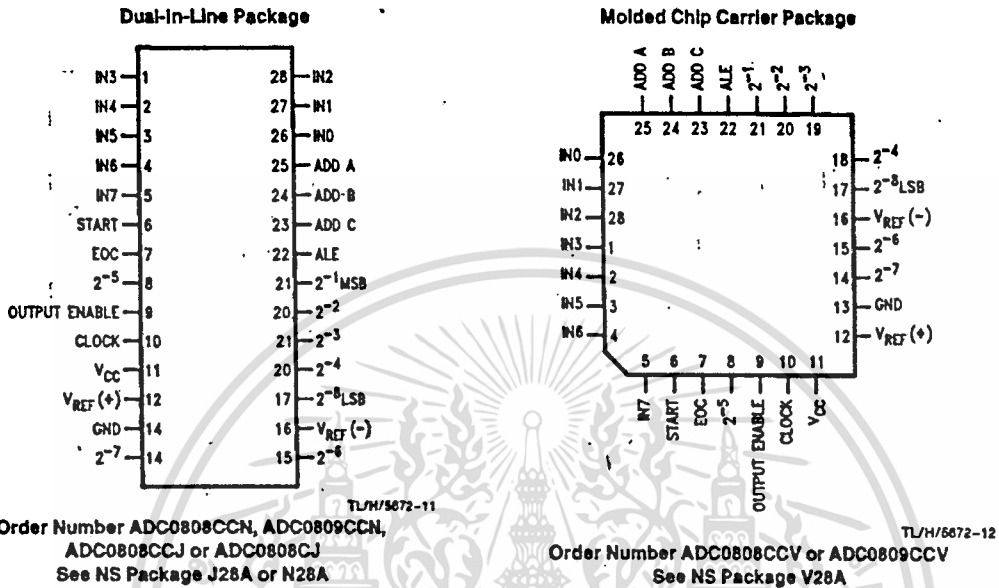 Dual-In-Line Package
IN3 1 28 IN2
IN4 2 27 IN1
IN5 3 26 IN0
IN6 4 25 ADD A
IN7 5 24 ADD-B
START 6 23 ADD C
EOC 7 22 ALE
2⁻⁵ 8 21 2⁻¹MSB
OUTPUT ENABLE 9 20 2⁻²
CLOCK 10 21 2⁻³
VCC 11 20 2⁻⁴
VREF(+) 12 17 2⁻⁸LSB
GND 14 16 VREF(-)
2⁻⁷ 14 15 2⁻⁶
TL/H/5672-11
Order Number ADC0808CCN, ADC0809CCN,
ADC0808CCJ or ADC0808CJ
See NS Package J28A or N28A
Molded Chip Carrier Package
ADD A ADD B ADD C ALE 2⁻¹ 2⁻² 2⁻³
25 24 23 22 21 20 19
IN0 26 18 2⁻⁴
IN1 27 17 2⁻⁸LSB
IN2 28 16 VREF(-)
IN3 1 15 2⁻⁶
IN4 2 14 2⁻⁷
IN5 3 13 GND
IN6 4 12 VREF(+)
5 6 7 8 9 10 11
IN7 START EOC 2⁻⁵ OUTPUT ENABLE CLOCK VCC
TL/H/5672-12
Order Number ADC0808CCV or ADC0809CCV
See NS Package V28A